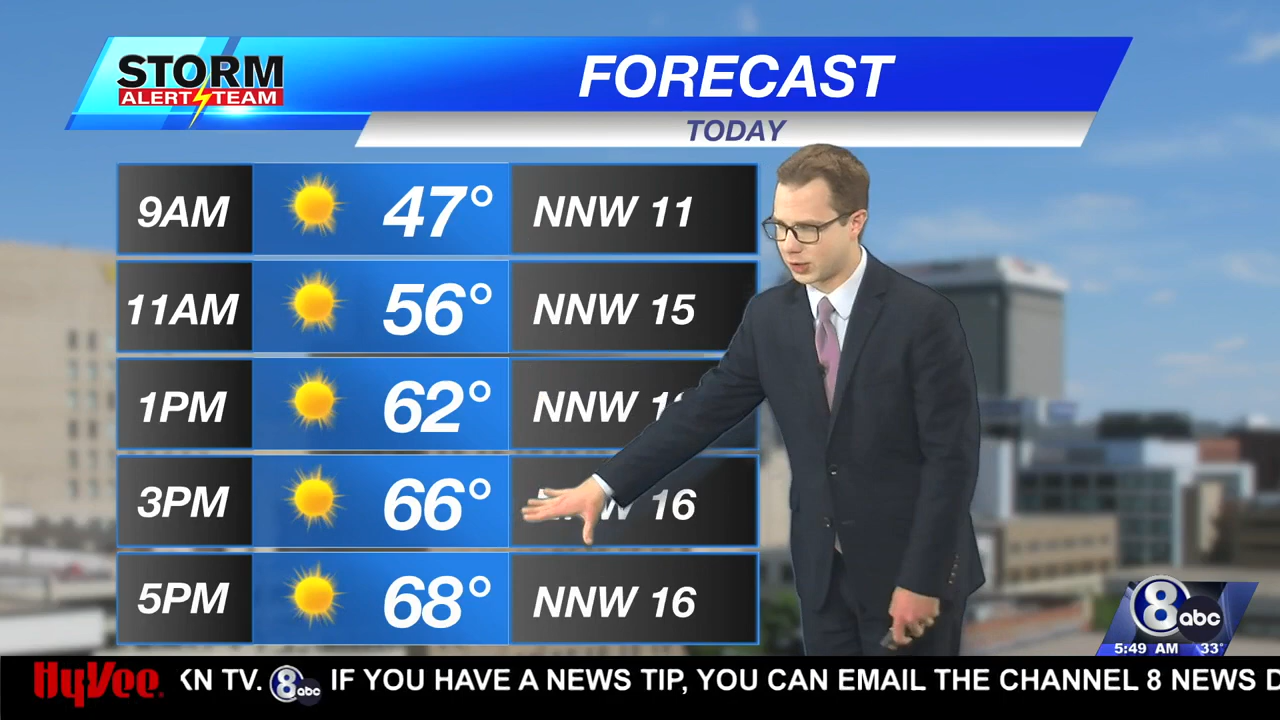 STORM
ALERT TEAM
FORECAST
TODAY
9AM 47° NNW 11
11AM 56° NNW 15
1PM 62° NNW
3PM 66° 16
5PM 68° NNW 16
8 abc
5:49 AM 33°
HyVee. KN TV. 8 abc IF YOU HAVE A NEWS TIP, YOU CAN EMAIL THE CHANNEL 8 NEWS D